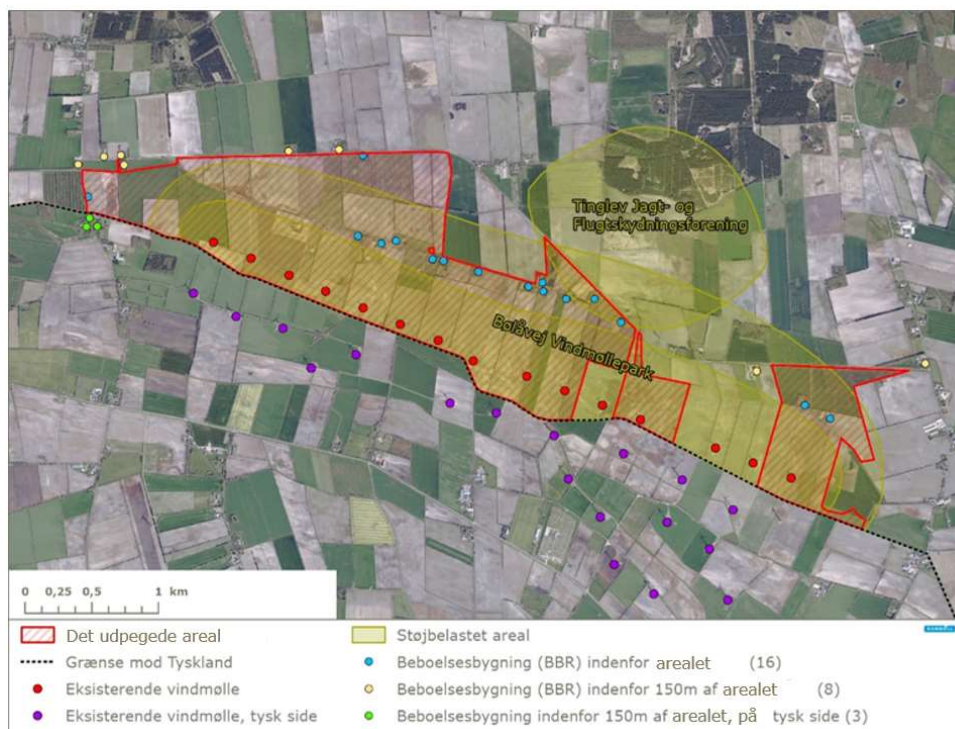 Tinglev Jagt- og
Flugtskydningsforening
Bølåvej Vindmøllepark
0 0,25 0,5 1 km
Det udpegede areal
Grænse mod Tyskland
Eksisterende vindmølle
Eksisterende vindmølle, tysk side
Støjbelastet areal
Beboelsesbygning (BBR) indenfor arealet (16)
Beboelsesbygning (BBR) indenfor 150m af arealet (8)
Beboelsesbygning indenfor 150m af arealet, på tysk side (3)